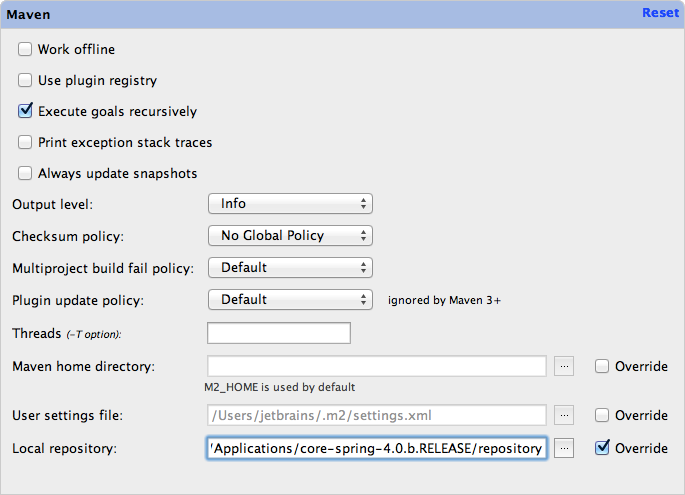 Maven Reset
Work offline
Use plugin registry
Execute goals recursively
Print exception stack traces
Always update snapshots
Output level: Info
Checksum policy: No Global Policy
Multiproject build fail policy: Default
Plugin update policy: Default ignored by Maven 3+
Threads (-T option):
Maven home directory: ... Override
M2_HOME is used by default
User settings file: /Users/jetbrains/.m2/settings.xml ... Override
Local repository: /Applications/core-spring-4.0.b.RELEASE/repository ... Override